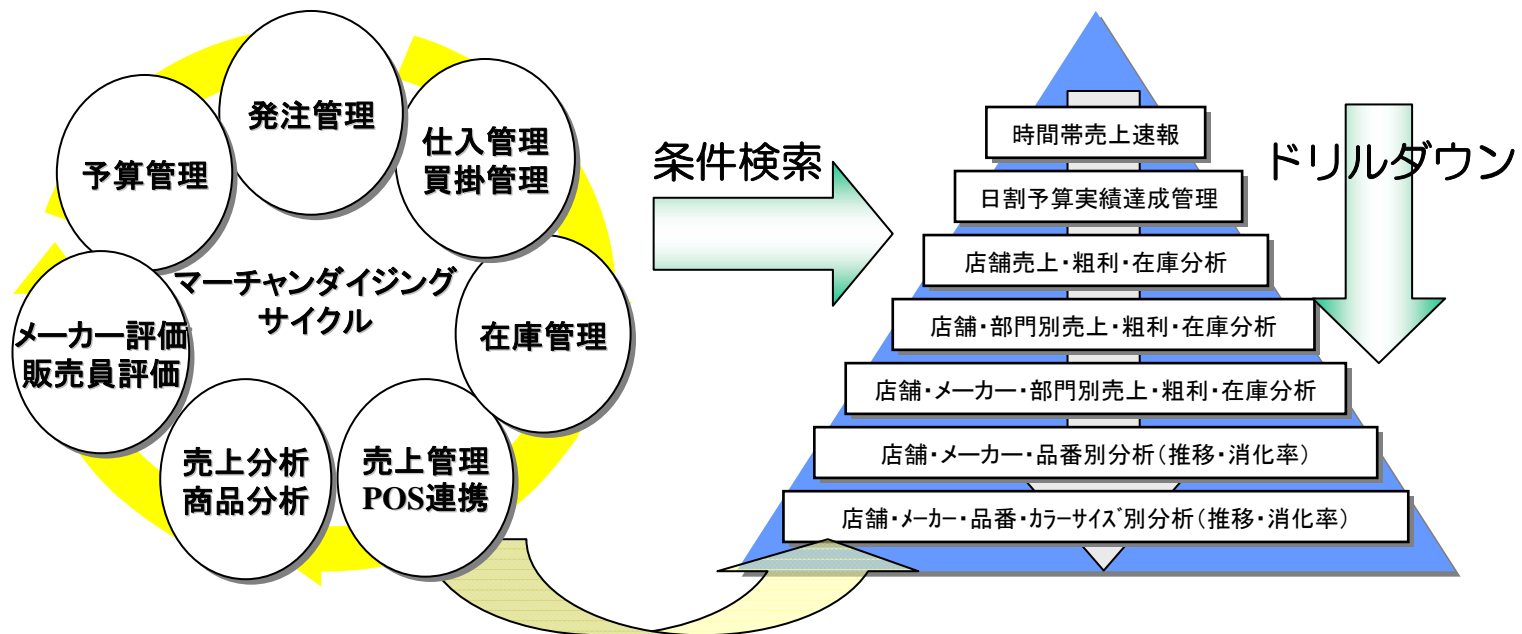 発注管理
仕入管理
買掛管理
予算管理
マーチャンダイジング
サイクル
在庫管理
メーカー評価
販売員評価
売上分析
商品分析
売上管理
POS連携
条件検索
ドリルダウン
時間帯売上速報
日割予算実績達成管理
店舗売上・粗利・在庫分析
店舗・部門別売上・粗利・在庫分析
店舗・メーカー・部門別売上・粗利・在庫分析
店舗・メーカー・品番別分析(推移・消化率)
店舗・ﾒｰｶｰ・品番・ｶﾗｰｻｲｽﾞ別分析(推移・消化率)